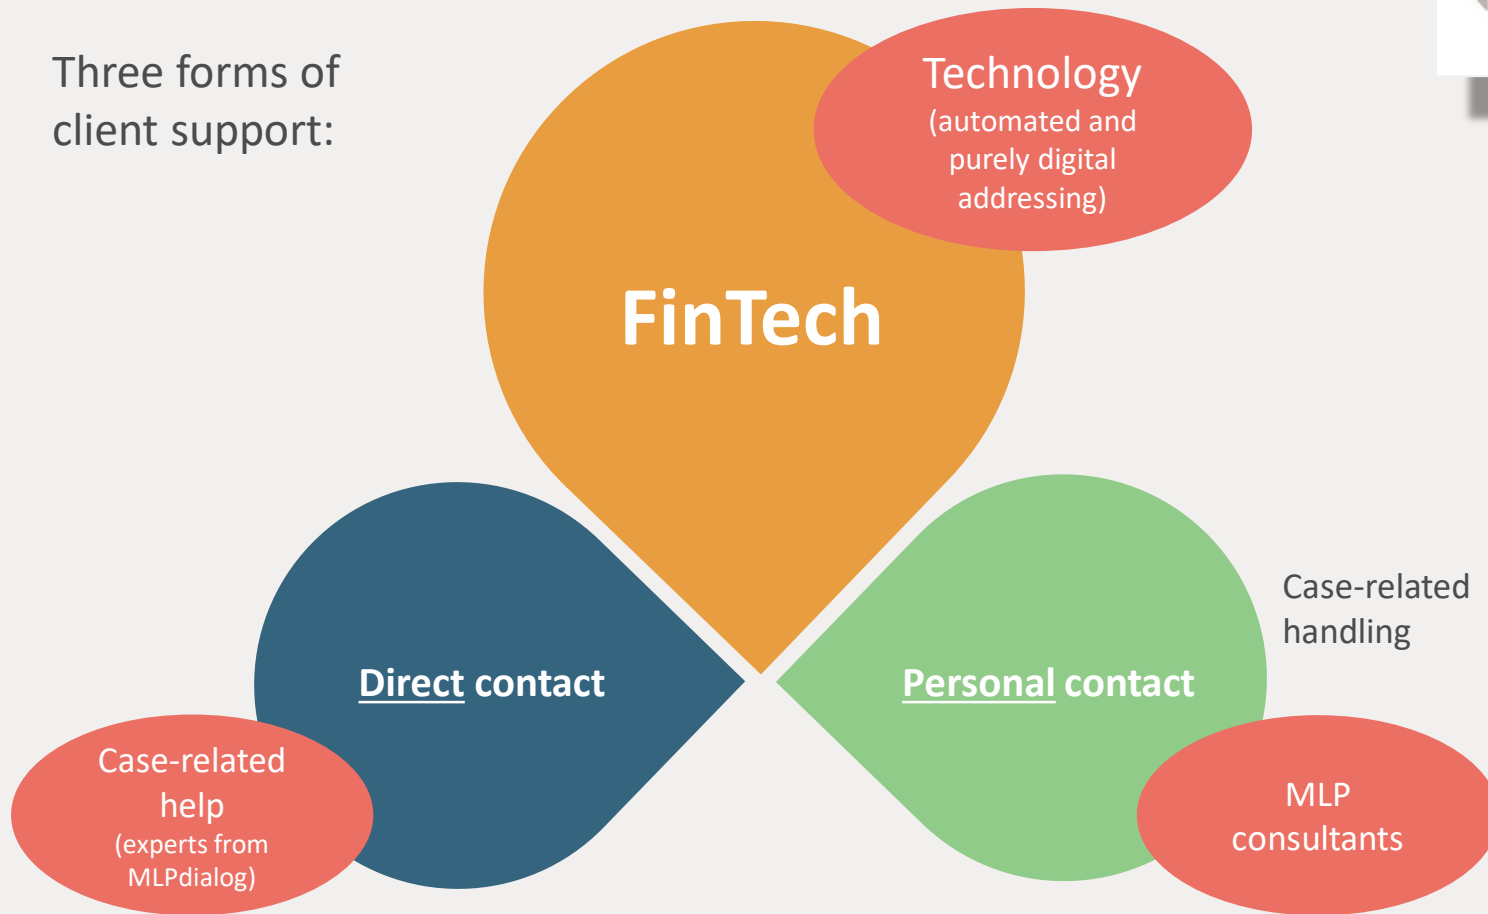 Three forms of
client support:
Technology
(automated and
purely digital
addressing)
FinTech
Direct contact
Personal contact
Case-related
handling
Case-related
help
(experts from
MLPdialog)
MLP
consultants